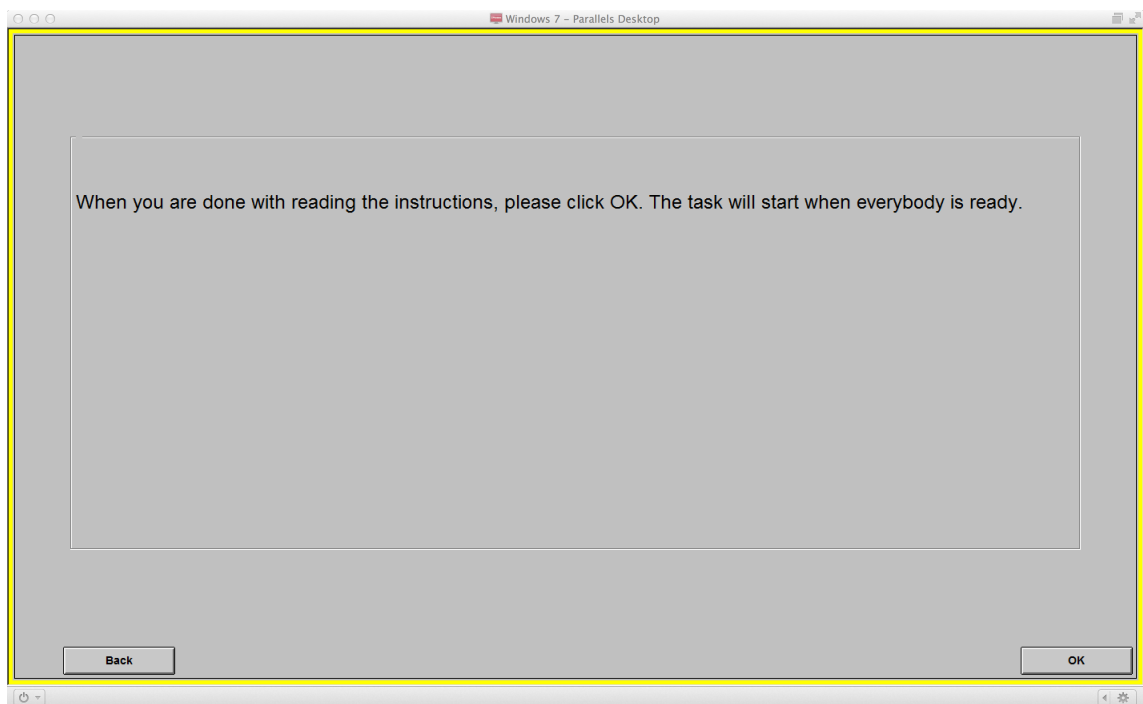 Windows 7 – Parallels Desktop
When you are done with reading the instructions, please click OK. The task will start when everybody is ready.
Back
OK